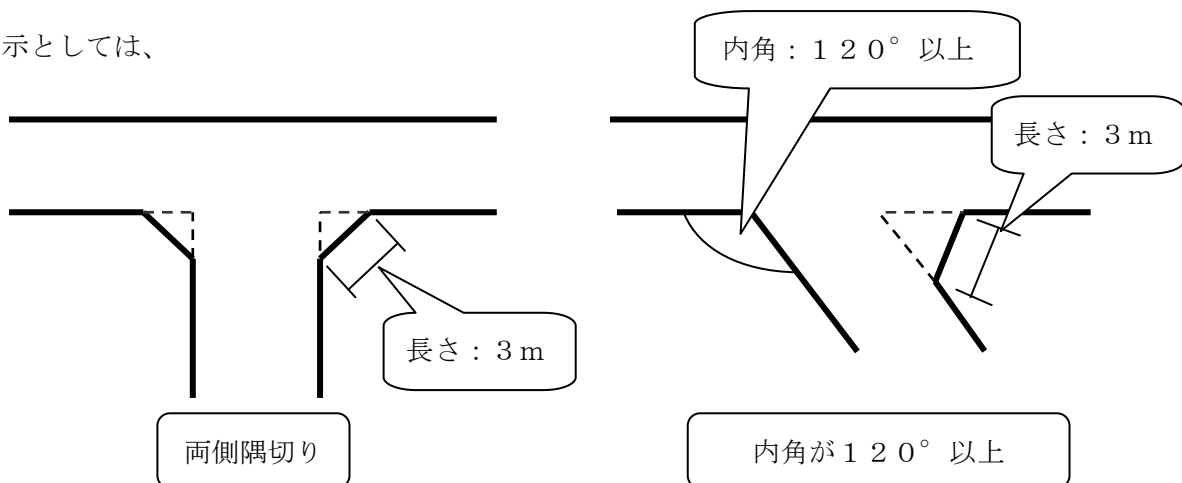 示としては、
内角：１２０°以上
長さ：３ｍ
長さ：３ｍ
両側隅切り
内角が１２０°以上